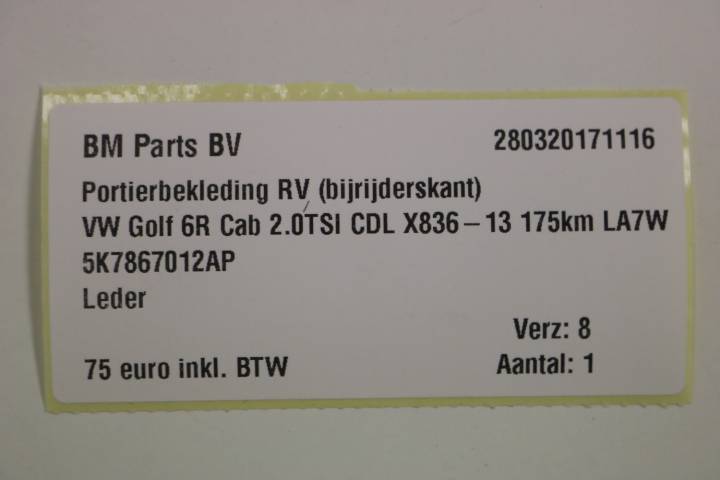 BM Parts BV 280320171116
Portierbekleding RV (bijrijderskant)
VW Golf 6R Cab 2.0TSI CDL X836-13 175km LA7W
5K7867012AP
Leder
Verz: 8
75 euro inkl. BTW Aantal: 1